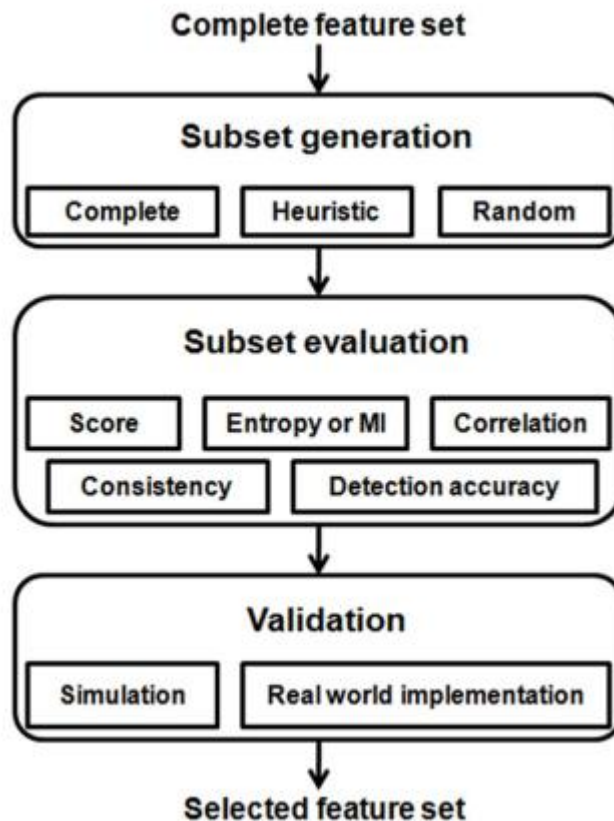 Complete feature set
Subset generation
Complete Heuristic Random
Subset evaluation
Score Entropy or MI Correlation
Consistency Detection accuracy
Validation
Simulation Real world implementation
Selected feature set